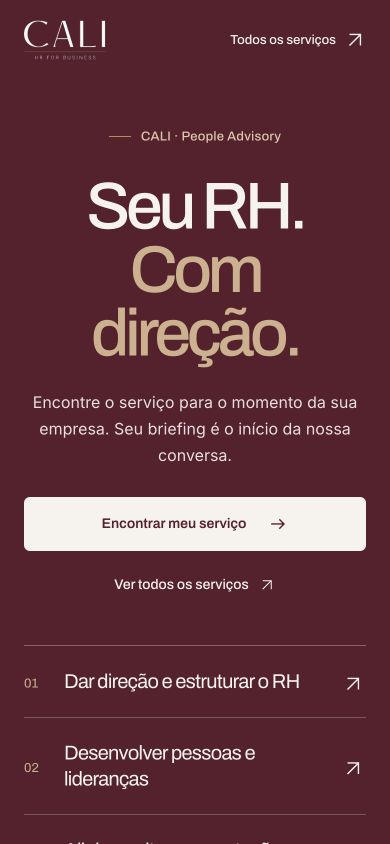 CALI
HR FOR BUSINESS
Todos os serviços
CALI · People Advisory
Seu RH.
Com
direção.
Encontre o serviço para o momento da sua
empresa. Seu briefing é o início da nossa
conversa.
Encontrar meu serviço
Ver todos os serviços
01 Dar direção e estruturar o RH
02 Desenvolver pessoas e
lideranças